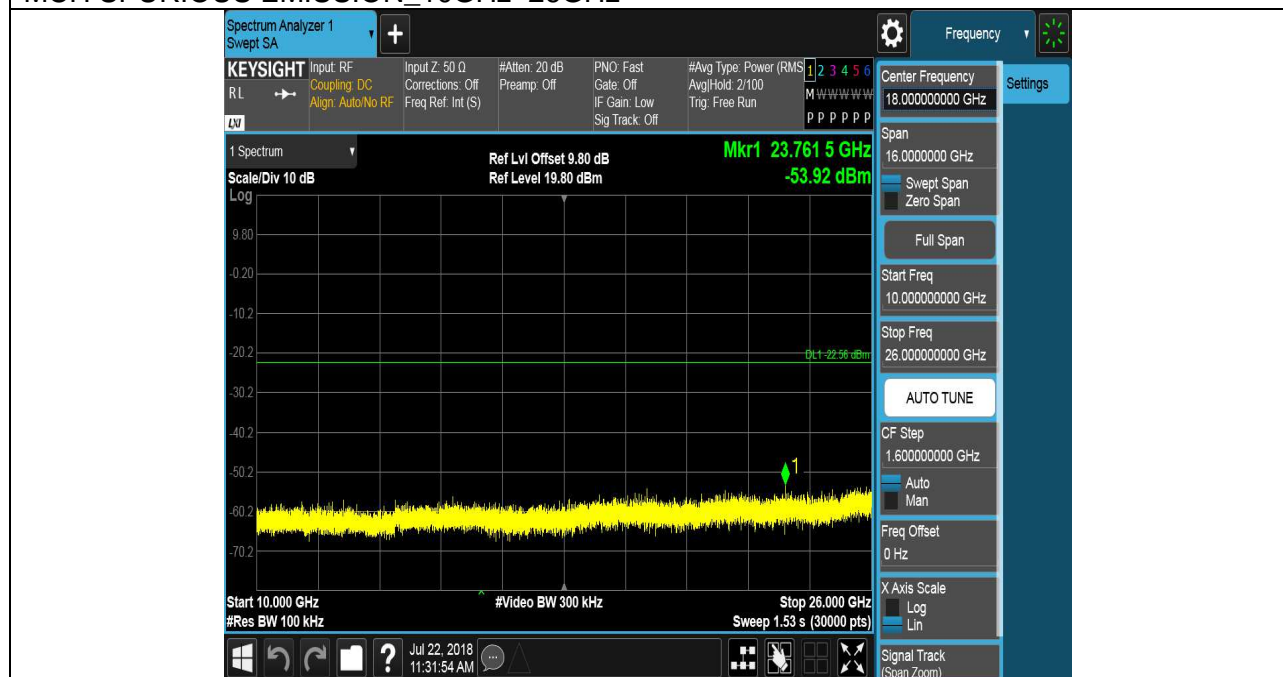 Spectrum Analyzer 1
Swept SA
Frequency
KEYSIGHT
RL
LXI
Input: RF
Coupling: DC
Align: Auto/No RF
Input Z: 50 Ω
Corrections: Off
Freq Ref: Int (S)
#Atten: 20 dB
Preamp: Off
PNO: Fast
Gate: Off
IF Gain: Low
Sig Track: Off
#Avg Type: Power (RMS
Avg|Hold: 2/100
Trig: Free Run
1 2 3 4 5 6
M W W W W W
P P P P P P
1 Spectrum
Scale/Div 10 dB
Log
Ref Lvl Offset 9.80 dB
Ref Level 19.80 dBm
Mkr1 23.761 5 GHz
-53.92 dBm
9.80
-0.20
-10.2
-20.2
DL1 -22.56 dBm
-30.2
-40.2
-50.2
1
-60.2
-70.2
Start 10.000 GHz
#Video BW 300 kHz
Stop 26.000 GHz
#Res BW 100 kHz
Sweep 1.53 s (30000 pts)
?
Jul 22, 2018
11:31:54 AM
Center Frequency
18.000000000 GHz
Settings
Span
16.0000000 GHz
Swept Span
Zero Span
Full Span
Start Freq
10.000000000 GHz
Stop Freq
26.000000000 GHz
AUTO TUNE
CF Step
1.600000000 GHz
Auto
Man
Freq Offset
0 Hz
X Axis Scale
Log
Lin
Signal Track
(Span Zoom)